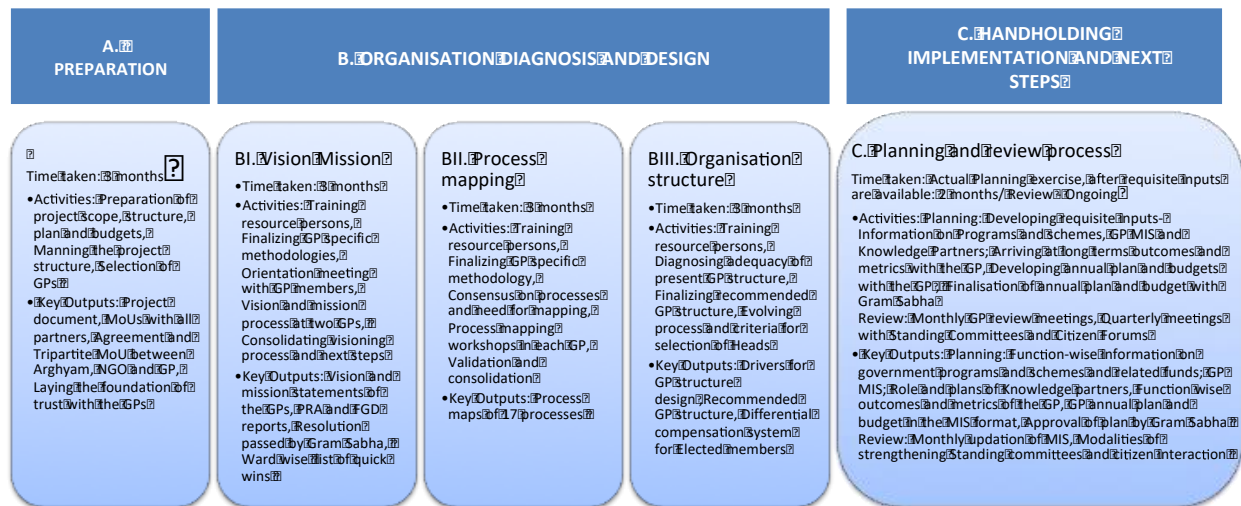 A.
PREPARATION
B. ORGANISATION DIAGNOSIS AND DESIGN
C. HANDHOLDING
IMPLEMENTATION AND NEXT
STEPS
Time taken: 3 months
•Activities: Preparation of
project scope, structure,
plan and budgets,
Manning the project
structure, Selection of
GPs
• Key Outputs: Project
document, MoUs with all
partners, Agreement and
Tripartite MoU between
Arghyam, NGO and GP,
Laying the foundation of
trust with the GPs
BI. Vision Mission
•Time taken: 3 months
•Activities: Training
resource persons,
Finalizing GP specific
methodologies,
Orientation meeting
with GP members,
Vision and mission
process at two GPs,
Consolidating visioning
process and next steps
•Key Outputs: Vision and
mission statements of
the GPs, PRA and FGD
reports, Resolution
passed by Gram Sabha,
Ward wise list of quick
wins
BII. Process
mapping
•Time taken: 3 months
•Activities: Training
resource persons,
Finalizing GP specific
methodology,
Consensus on processes
and need for mapping,
Process mapping
workshops in each GP,
Validation and
consolidation
•Key Outputs: Process
maps of 17 processes
BIII. Organisation
structure
•Time taken: 3 months
•Activities: Training
resource persons,
Diagnosing adequacy of
present GP structure,
Finalizing recommended
GP structure, Evolving
process and criteria for
selection of Heads
•Key Outputs: Drivers for
GP structure
design, Recommended
GP structure, Differential
compensation system
for Elected members
C. Planning and review process
Time taken: Actual Planning exercise, after requisite inputs
are available: 2 months/ Review - Ongoing
•Activities: Planning: Developing requisite inputs-
Information on Programs and schemes, GP MIS and
Knowledge Partners; Arriving at long terms outcomes and
metrics with the GP, Developing annual plan and budgets
with the GP, Finalisation of annual plan and budget with
Gram Sabha
Review: Monthly GP review meetings, Quarterly meetings
with Standing Committees and Citizen Forums
•Key Outputs: Planning: Function-wise Information on
government programs and schemes and related funds; GP
MIS; Role and plans of Knowledge partners, Function wise
outcomes and metrics of the GP, GP annual plan and
budget in the MIS format, Approval of plan by Gram Sabha
Review: Monthly updation of MIS, Modalities of
strengthening Standing committees and citizen interaction